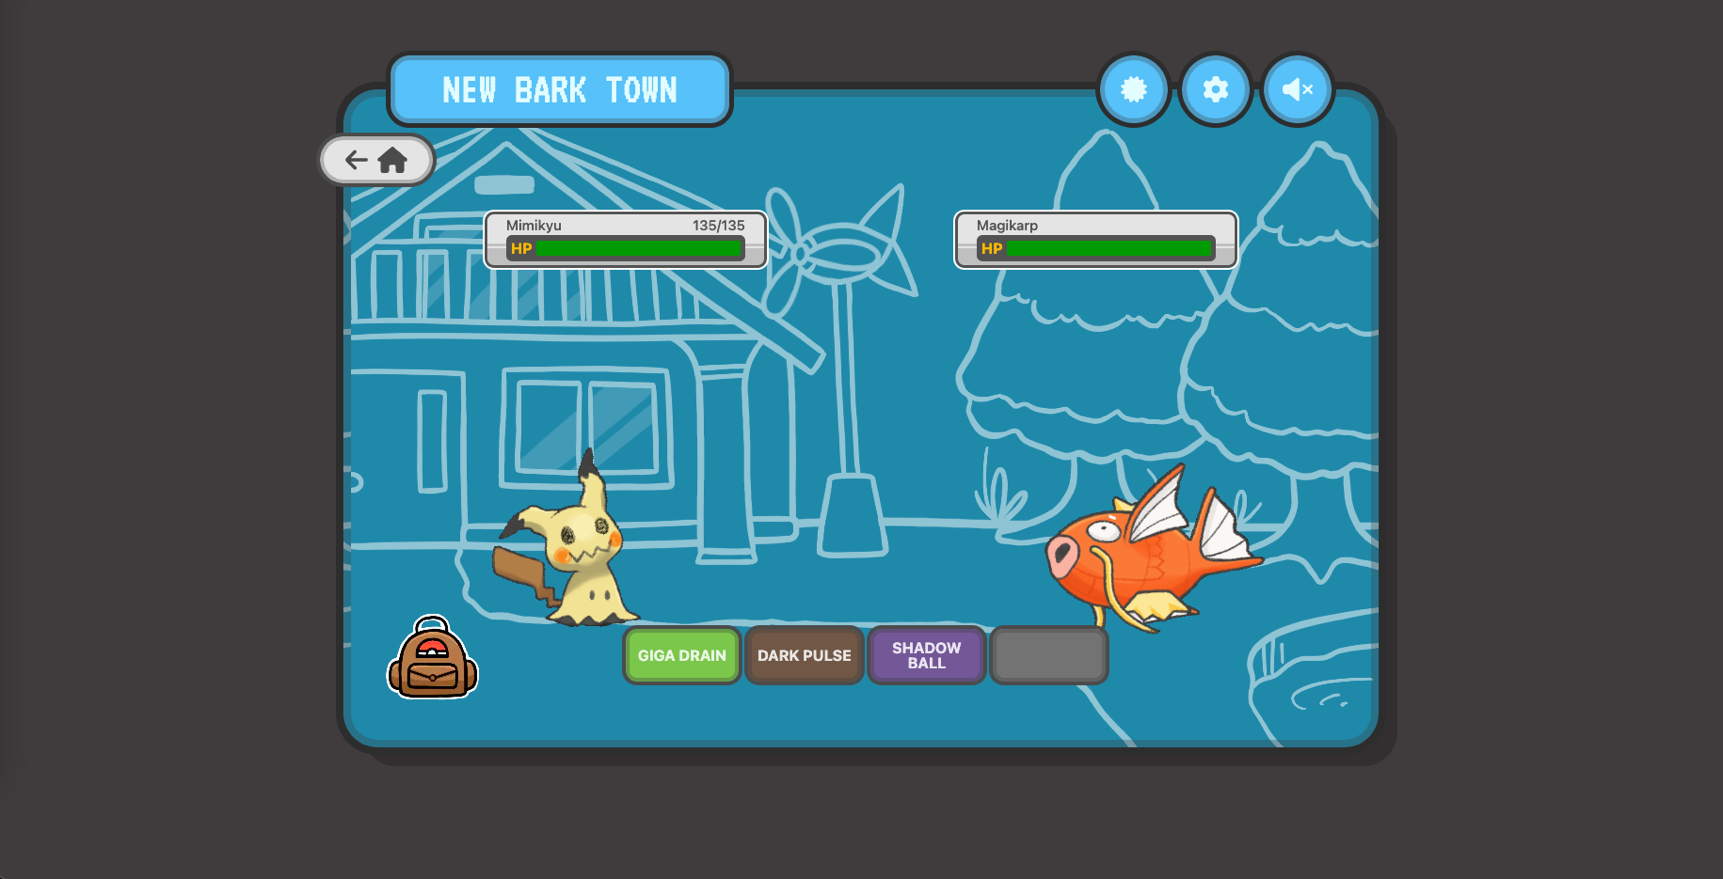 NEW BARK TOWN
Mimikyu 135/135
HP
Magikarp
HP
GIGA DRAIN
DARK PULSE
SHADOW
BALL